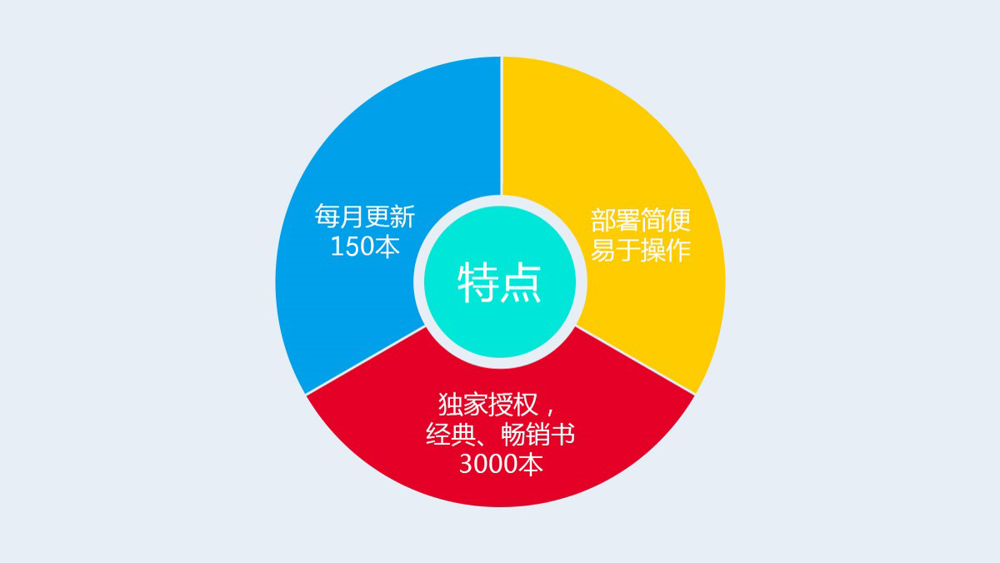 每月更新
150本
部署简便
易于操作
特点
独家授权，
经典、畅销书
3000本